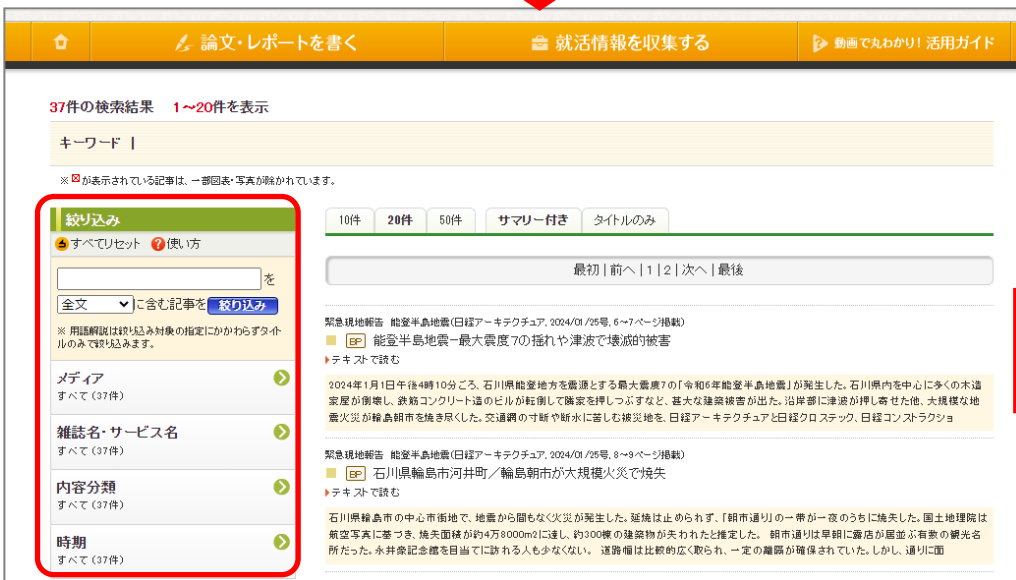 論文・レポートを書く
就活情報を収集する
動画で丸わかり! 活用ガイド
37件の検索結果 1～20件を表示
キーワード |
※ が表示されている記事は、一部図表・写真が除かれています。
絞り込み
すべてリセット 使い方
を
全文 に含む記事を 絞り込み
※ 用語解説は絞り込み対象の指定にかかわらずタイト
ルのみで絞り込みます。
メディア
すべて (37件)
雑誌名・サービス名
すべて (37件)
内容分類
すべて (37件)
時期
すべて (37件)
10件 20件 50件 サマリー付き タイトルのみ
最初 | 前へ | 1 | 2 | 次へ | 最後
緊急現地報告 能登半島地震(日経アーキテクチュア, 2024/01/25号, 6～7ページ掲載)
BP 能登半島地震−最大震度7の揺れや津波で壊滅的被害
テキストで読む
2024年1月1日午後4時10分ごろ、石川県能登地方を震源とする最大震度7の「令和6年能登半島地震」が発生した。石川県内を中心に多くの木造
家屋が倒壊し、鉄筋コンクリート造のビルが転倒して隣家を押しつぶすなど、甚大な建築被害が出た。沿岸部に津波が押し寄せた他、大規模な地
震火災が輪島朝市を焼き尽くした。交通網の寸断や断水に苦しむ被災地を、日経アーキテクチュアと日経クロステック、日経コンストラクショ
緊急現地報告 能登半島地震(日経アーキテクチュア, 2024/01/25号, 8～9ページ掲載)
BP 石川県輪島市河井町／輪島朝市が大規模火災で焼失
テキストで読む
石川県輪島市の中心市街地で、地震から間もなく火災が発生した。延焼は止められず、「朝市通り」の一帯が一夜のうちに焼失した。国土地理院は
航空写真に基づき、焼失面積が約4万8000m2に達し、約300棟の建築物が失われたと推定した。 朝市通りは早朝に露店が居並ぶ有数の観光名
所だった。永井豪記念館を目当てに訪れる人も少なくない。 道路幅は比較的広く取られ、一定の離隔が確保されていた。しかし、通りに面